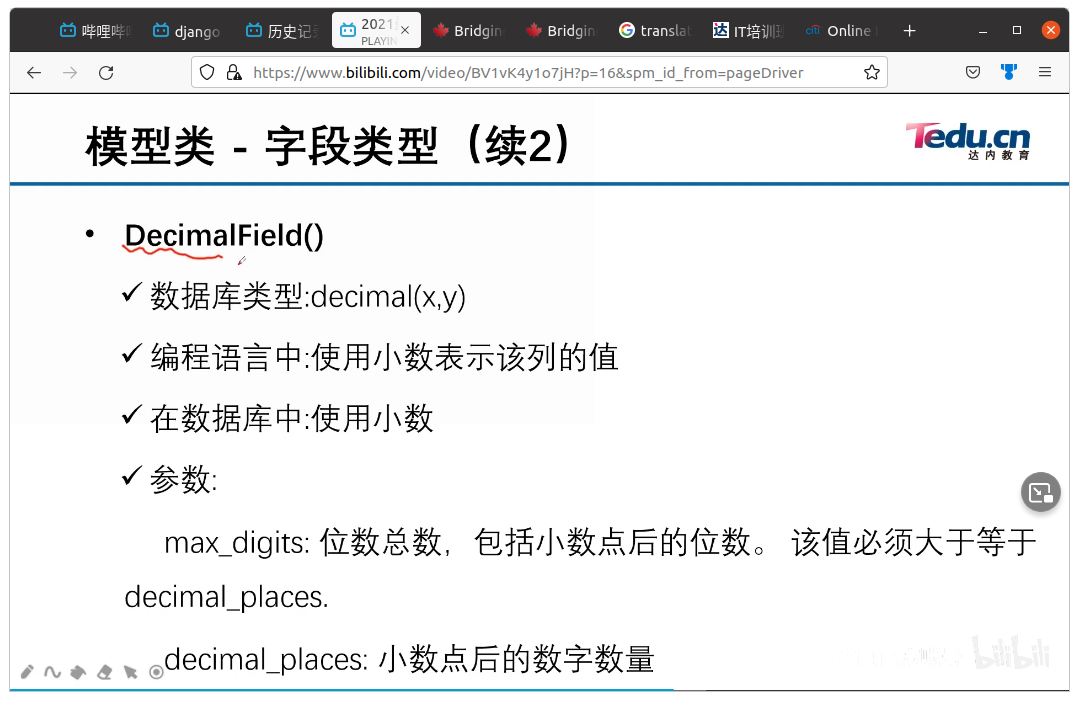 哔哩哔哩
django
历史记录
2021
PLAYIN
Bridgin
Bridgin
translat
IT培训班
Online
https://www.bilibili.com/video/BV1vK4y1o7jH?p=16&spm_id_from=pageDriver
模型类 - 字段类型（续2）
Tedu.cn
达内教育
• DecimalField()
✓ 数据库类型:decimal(x,y)
✓ 编程语言中:使用小数表示该列的值
✓ 在数据库中:使用小数
✓ 参数:
max_digits: 位数总数，包括小数点后的位数。 该值必须大于等于
decimal_places.
decimal_places: 小数点后的数字数量
bilibili